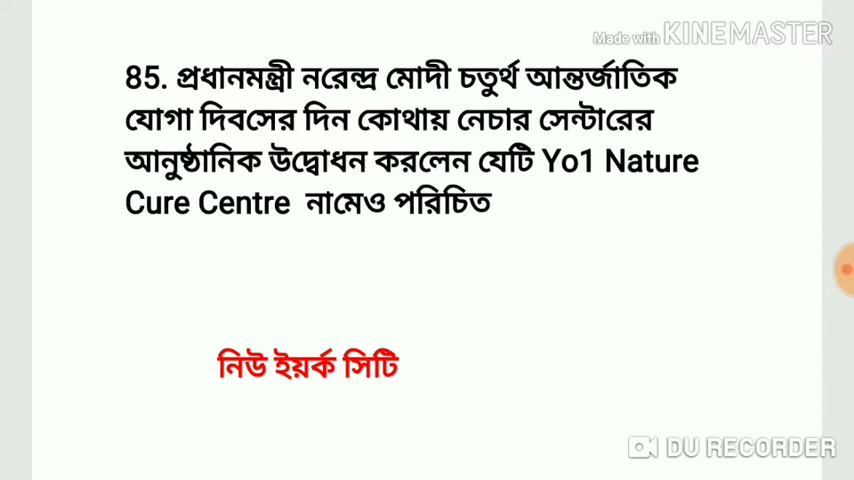 Made with KINEMASTER
85. প্রধানমন্ত্রী নরেন্দ্র মোদী চতুর্থ আন্তর্জাতিক
যোগা দিবসের দিন কোথায় নেচার সেন্টারের
আনুষ্ঠানিক উদ্বোধন করলেন যেটি Yo1 Nature
Cure Centre নামেও পরিচিত
নিউ ইয়র্ক সিটি
DU RECORDER